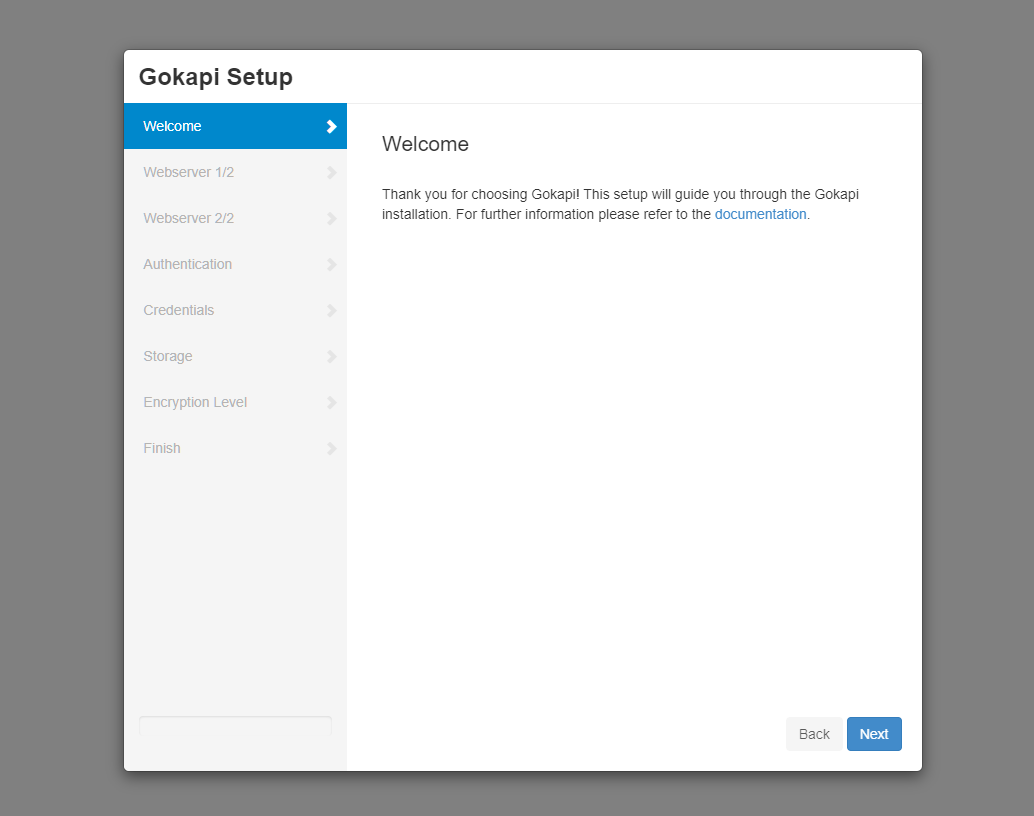 Gokapi Setup
Welcome
Webserver 1/2
Webserver 2/2
Authentication
Credentials
Storage
Encryption Level
Finish
Welcome
Thank you for choosing Gokapi! This setup will guide you through the Gokapi
installation. For further information please refer to the documentation.
Back
Next